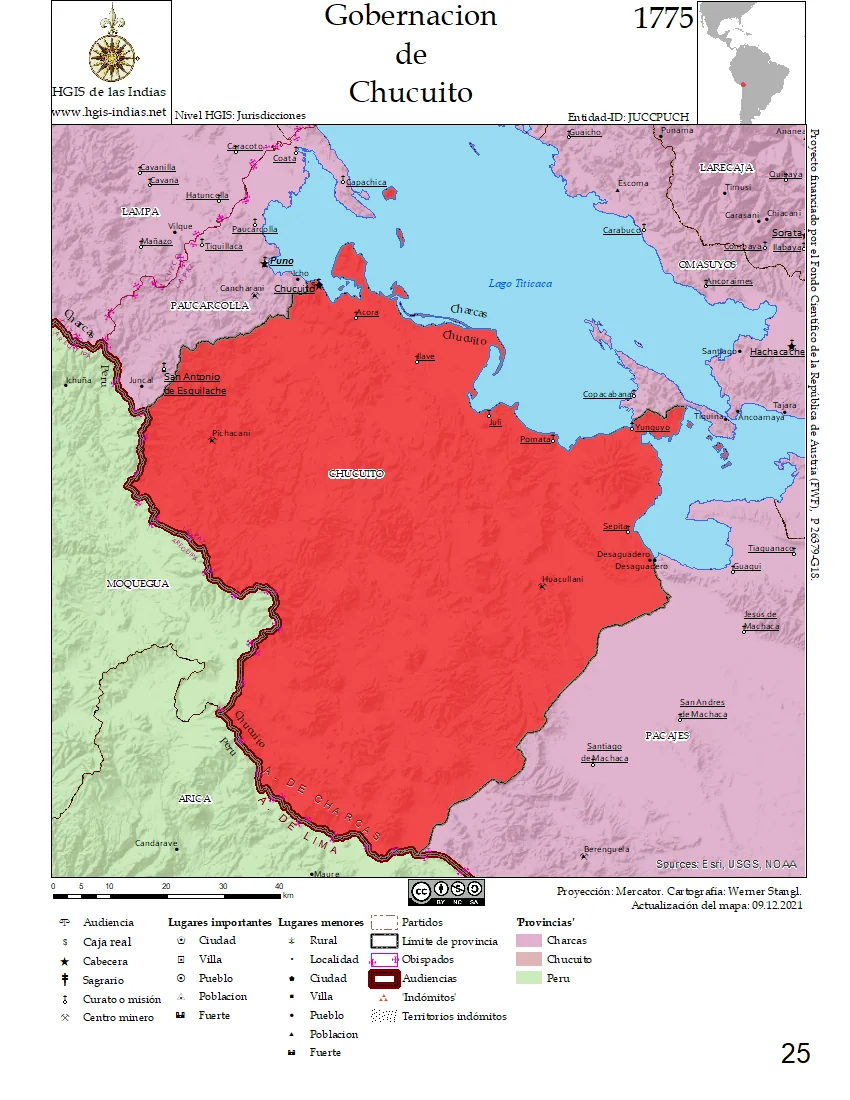 Gobernacion
de
Chucuito
1775
HGIS de las Indias
www.hgis-indias.net
Nivel HGIS: Jurisdicciones
Entidad-ID: JUCCPUCH
Caracoto
Coata
Cavanilla
Cavana
Hatuncolla
LAMPA
Vilque
Paucarcolla
Mañazo
Tiquillaca
Capachica
Puno
Icho
Cancharani
Chucuito
PAUCARCOLLA
Acora
Charcas
Peru
Ichuña
Juncal
San Antonio
de Esquilache
Pichacani
Ilave
Charcas
Chucuito
Lago Titicaca
Guaicho
Punama
Ananea
LARECAJA
Quibaya
Escoma
Timusi
Carasani
Chiacani
Carabuco
Sorata
Combaya
Ilabaya
OMASUYOS
Ancoraimes
Santiago
Hachacache
Copacabana
Tiquina
Ancoamaya
Tajara
Juli
Pomata
Yunguyo
CHUCUITO
Sepita
Desaguadero
Desaguadero
Huacullani
Tiaguanaco
Guaqui
Jesús de
Machaca
MOQUEGUA
AREQUIPA
San Andres
de Machaca
PACAJES
Santiago
de Machaca
Chucuito
Peru
ARICA
A. DE CHARCAS
A. DE LIMA
Candarave
Maure
Berenguela
Sources: Esri, USGS, NOAA
Proyecto financiado por el Fondo Científico de la República de Austria (FWF), P 26379-G18.
0 5 10 20 30 40
km
cc BY NC SA
Proyección: Mercator. Cartografía: Werner Stangl.
Actualización del mapa: 09.12.2021
Audiencia
Caja real
Cabecera
Sagrario
Curato o misión
Centro minero
Lugares importantes
Ciudad
Villa
Pueblo
Poblacion
Fuerte
Lugares menores
Rural
Localidad
Ciudad
Villa
Pueblo
Poblacion
Fuerte
Partidos
Límite de provincia
Obispados
Audiencias
'Indómitos'
Territorios indómitos
'Provincias'
Charcas
Chucuito
Peru
25